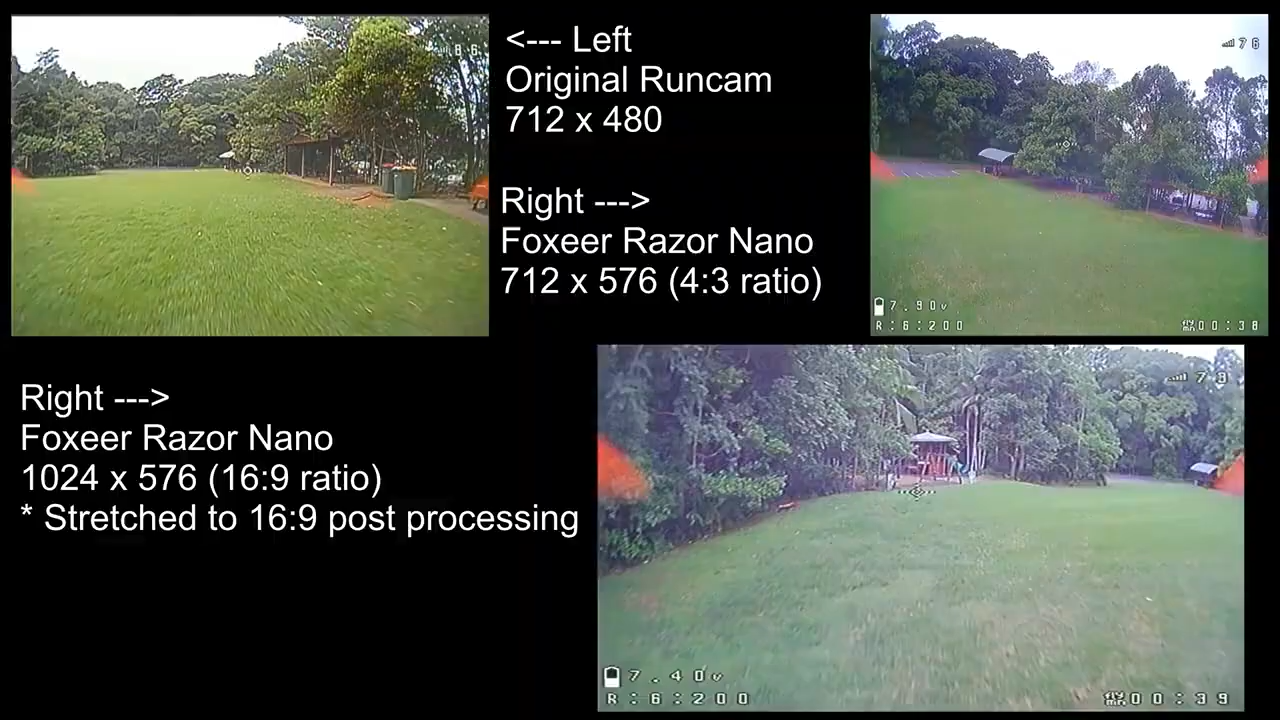 <--- Left
Original Runcam
712 x 480
Right --->
Foxeer Razor Nano
712 x 576 (4:3 ratio)
86
78
7.90v
R:6:200
00:38
Right --->
Foxeer Razor Nano
1024 x 576 (16:9 ratio)
* Stretched to 16:9 post processing
7.40v
R:6:200
00:39